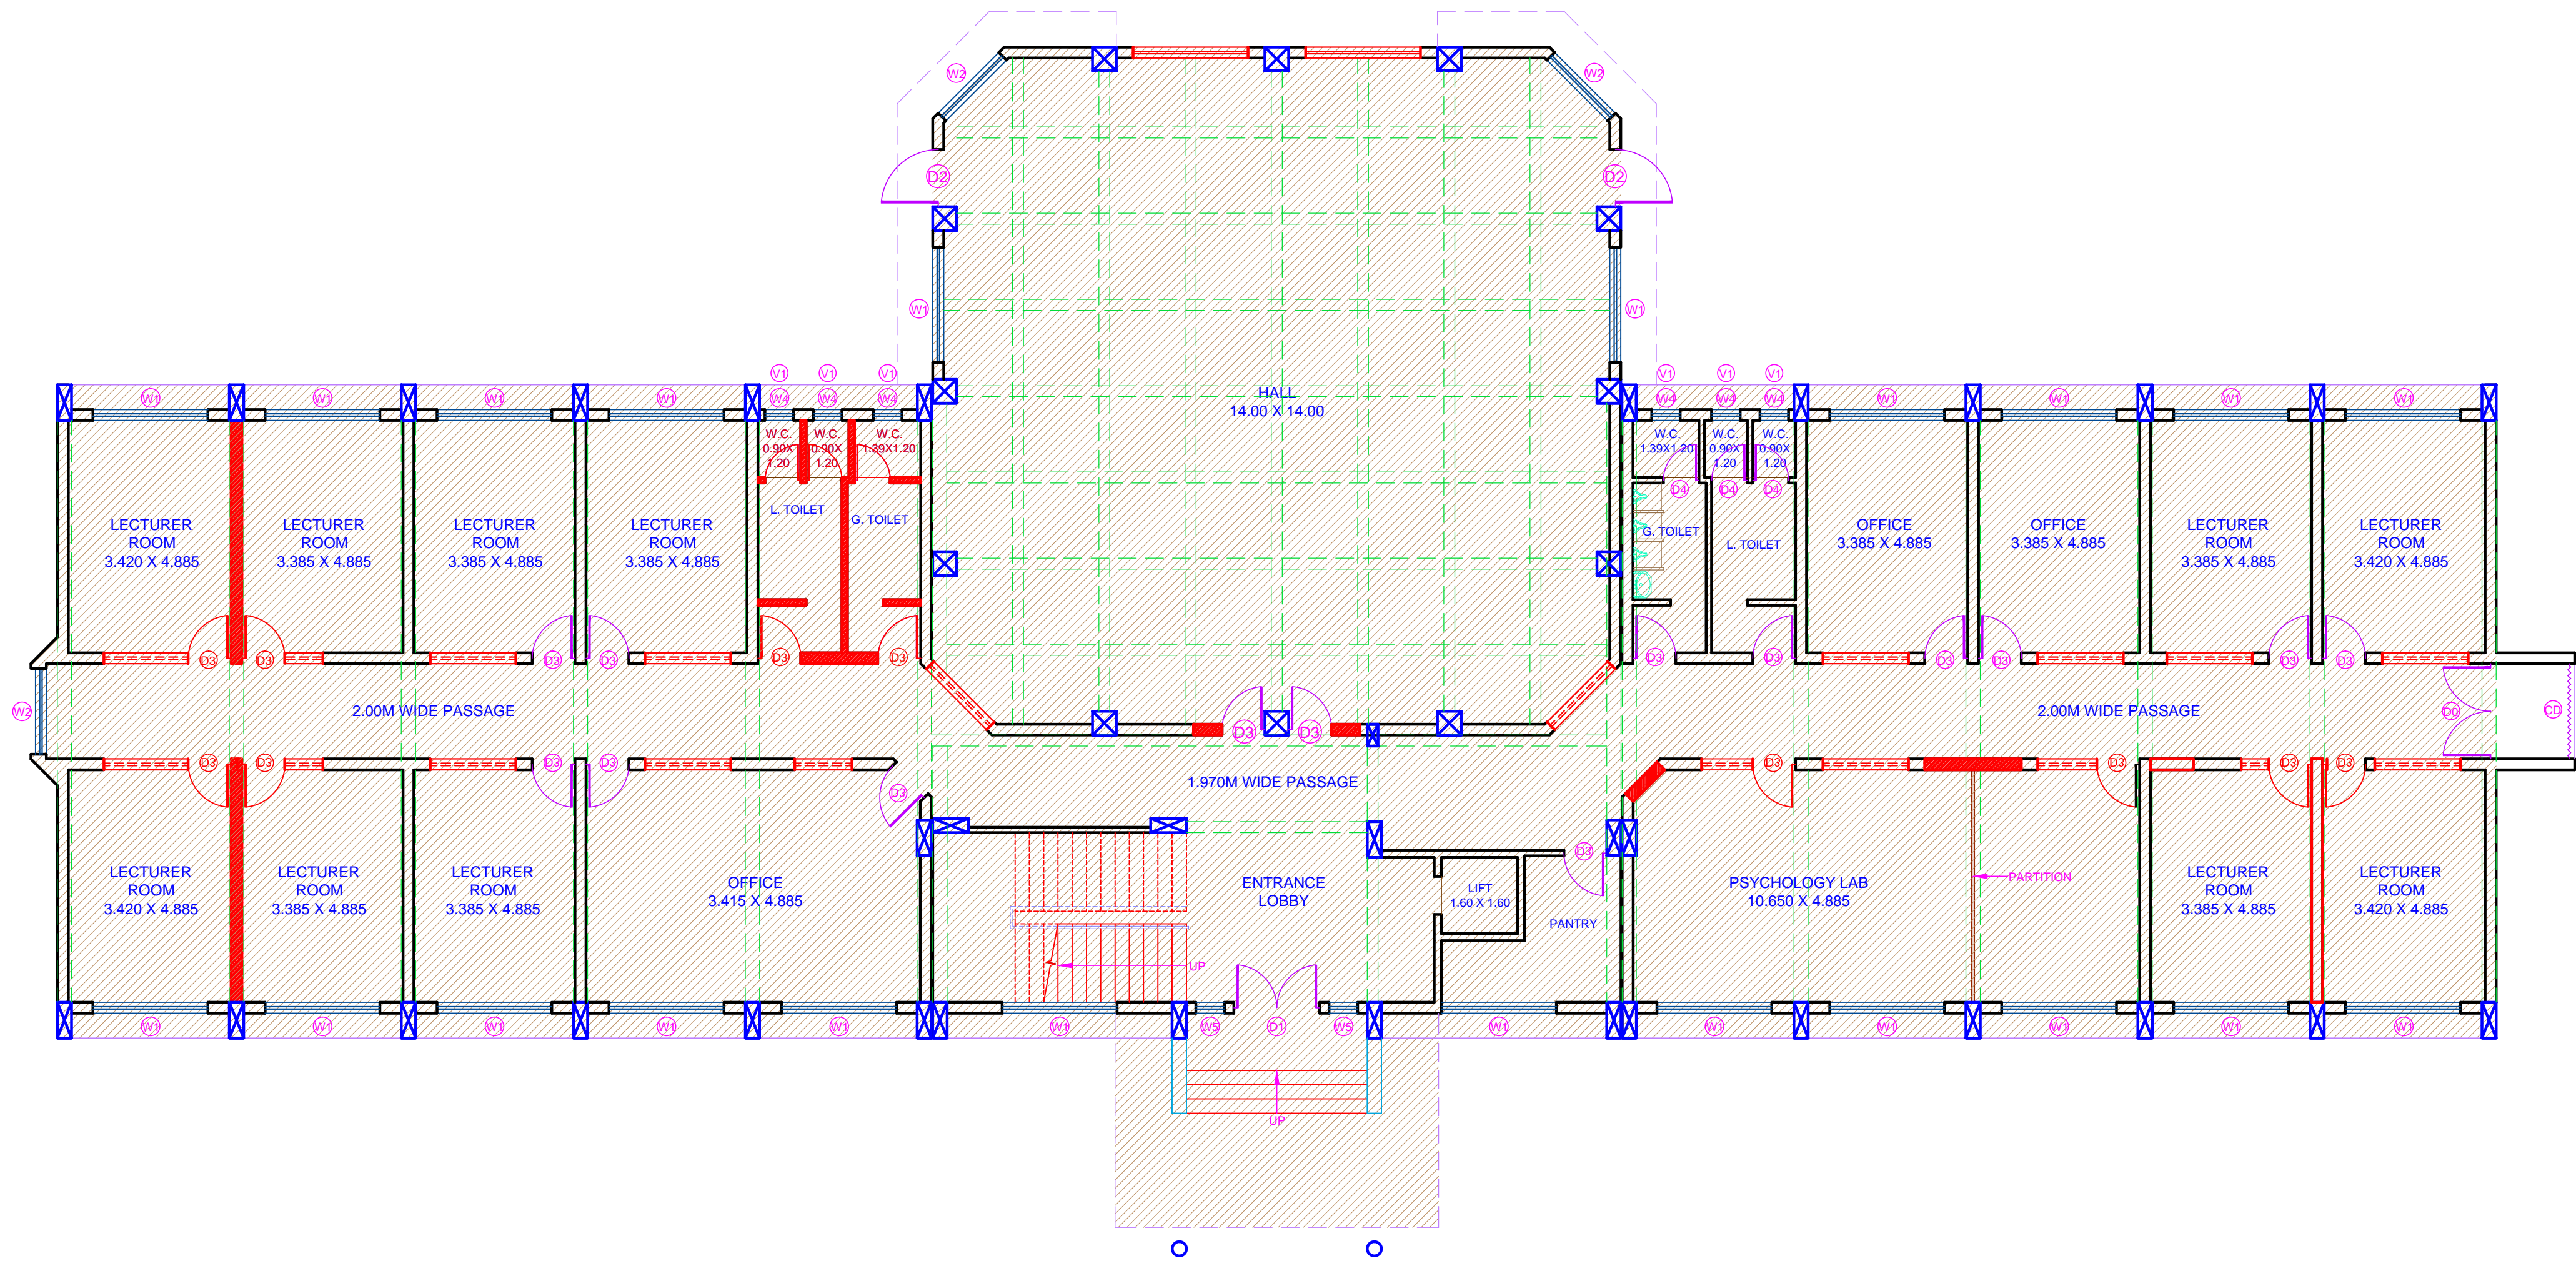 W2
W2
D2
D2
W1
W1
HALL
14.00 X 14.00
V1
V1
V1
V1
V1
V1
W1
W1
W1
W1
W4
W4
W4
W4
W4
W4
W1
W1
W1
W1
W.C.
0.90X
1.20
W.C.
0.90X
1.20
W.C.
1.39X1.20
W.C.
1.39X1.20
W.C.
0.90X
1.20
W.C.
0.90X
1.20
D4
D4
D4
LECTURER
ROOM
3.420 X 4.885
LECTURER
ROOM
3.385 X 4.885
LECTURER
ROOM
3.385 X 4.885
LECTURER
ROOM
3.385 X 4.885
L. TOILET
G. TOILET
G. TOILET
L. TOILET
OFFICE
3.385 X 4.885
OFFICE
3.385 X 4.885
LECTURER
ROOM
3.385 X 4.885
LECTURER
ROOM
3.420 X 4.885
D3
D3
D3
D3
D3
D3
D3
D3
D3
D3
D3
D3
W2
2.00M WIDE PASSAGE
D3
D3
2.00M WIDE PASSAGE
D0
CD
D3
D3
D3
D3
D3
1.970M WIDE PASSAGE
D3
D3
D3
D3
D3
LECTURER
ROOM
3.420 X 4.885
LECTURER
ROOM
3.385 X 4.885
LECTURER
ROOM
3.385 X 4.885
OFFICE
3.415 X 4.885
ENTRANCE
LOBBY
LIFT
1.60 X 1.60
PANTRY
PSYCHOLOGY LAB
10.650 X 4.885
PARTITION
LECTURER
ROOM
3.385 X 4.885
LECTURER
ROOM
3.420 X 4.885
UP
W1
W1
W1
W1
W1
W1
W5
D1
W5
W1
W1
W1
W1
W1
W1
UP